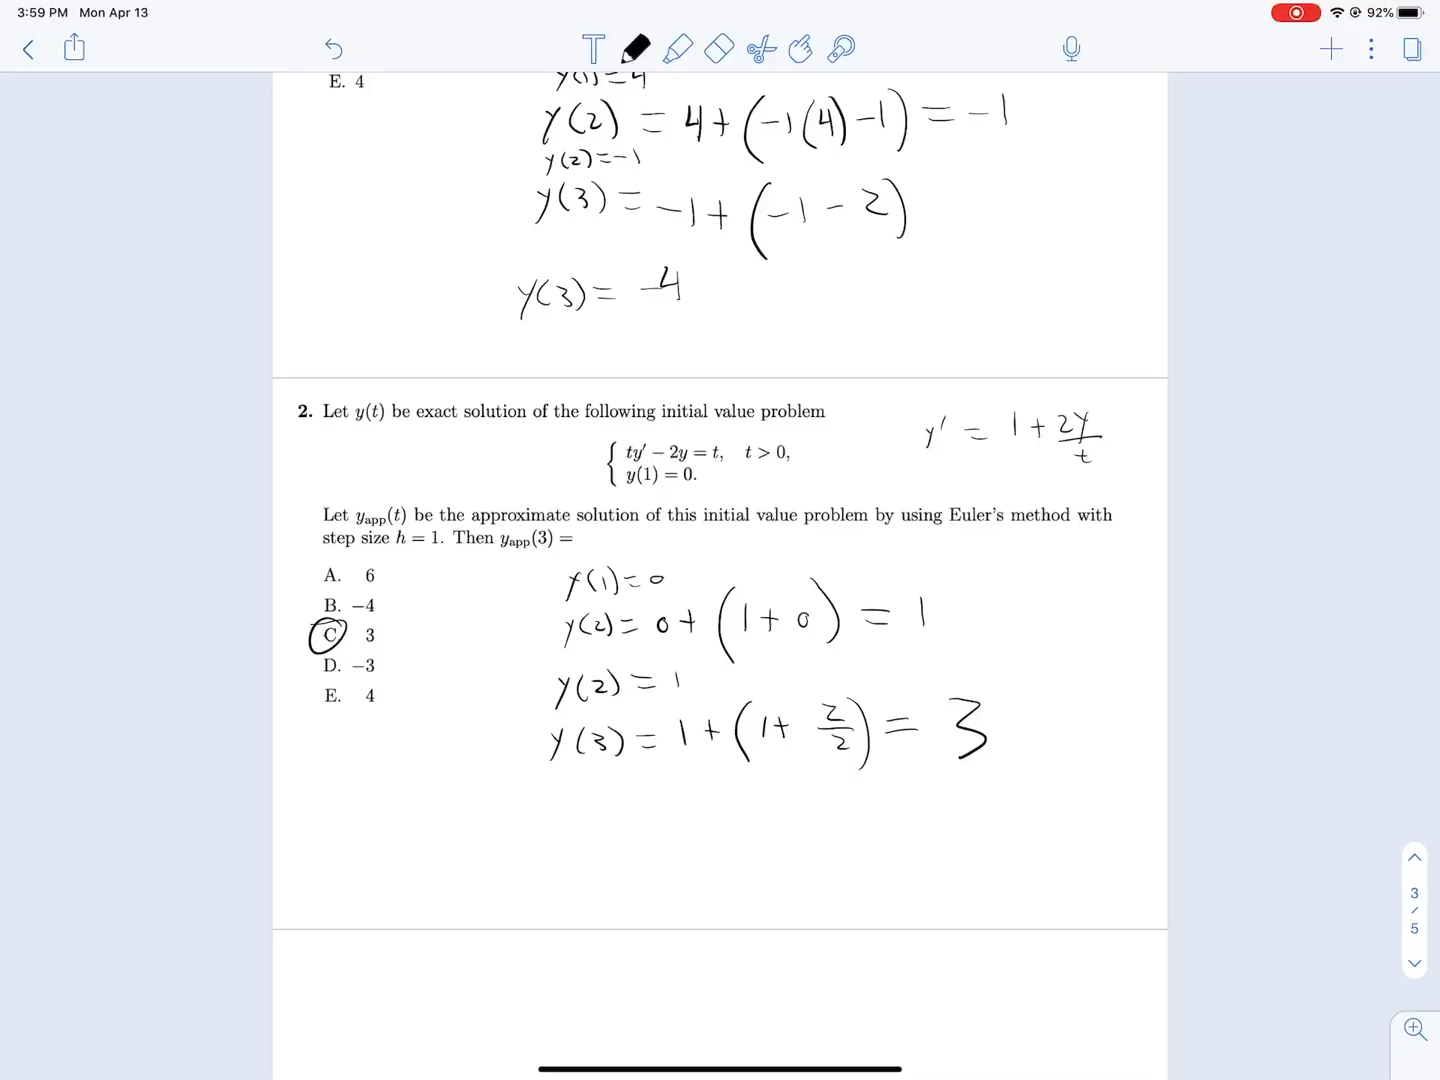 3:59 PM Mon Apr 13
92%
T
E. 4
y(1) = 4
y(2) = 4 + (-1(4) - 1) = -1
y(2) = -1
y(3) = -1 + (-1 - 2)
y(3) = -4
2. Let y(t) be exact solution of the following initial value problem
{ ty′ − 2y = t, t > 0,
y(1) = 0.
y' = 1 + 2y/t
Let y_app(t) be the approximate solution of this initial value problem by using Euler's method with
step size h = 1. Then y_app(3) =
A. 6
B. −4
C 3
D. −3
E. 4
y(1) = 0
y(2) = 0 + (1 + 0) = 1
y(2) = 1
y(3) = 1 + (1 + 2/2) = 3
3
/
5